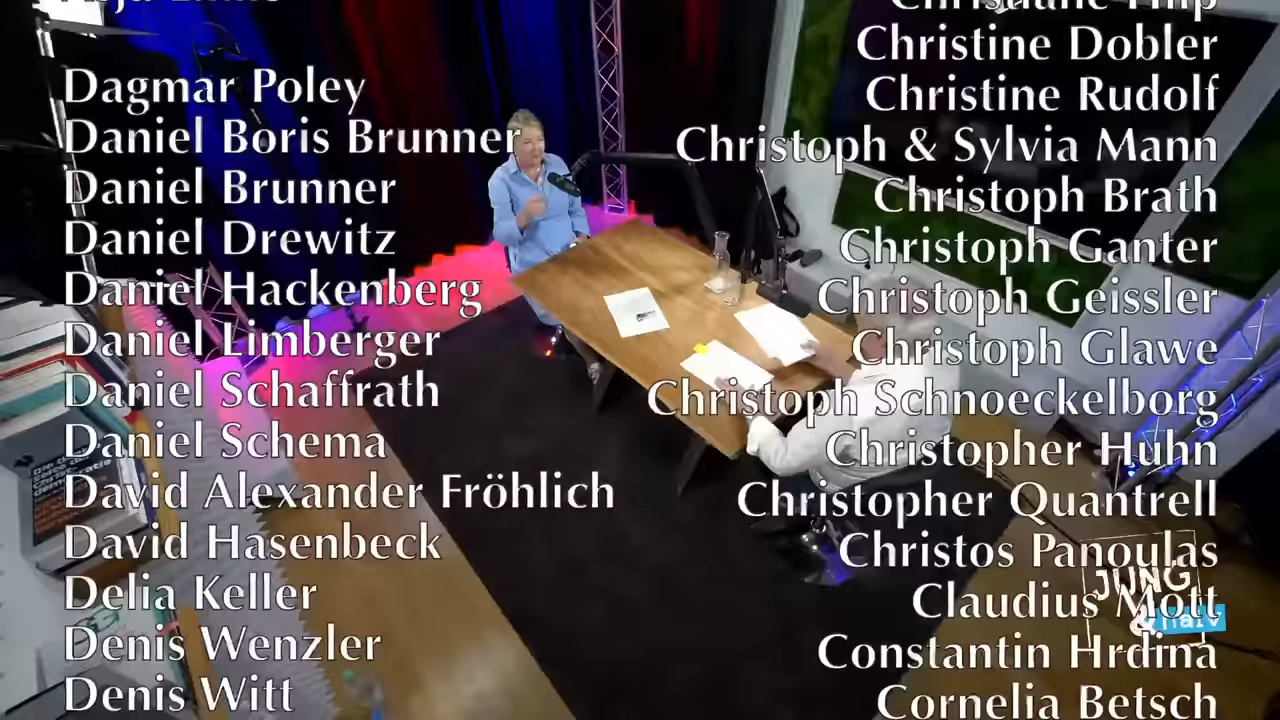 Dagmar Poley
Daniel Boris Brunner
Daniel Brunner
Daniel Drewitz
Daniel Hackenberg
Daniel Limberger
Daniel Schaffrath
Daniel Schema
David Alexander Fröhlich
David Hasenbeck
Delia Keller
Denis Wenzler
Denis Witt
Christine Dobler
Christine Rudolf
Christoph & Sylvia Mann
Christoph Brath
Christoph Ganter
Christoph Geissler
Christoph Glawe
Christoph Schnoeckelborg
Christopher Huhn
Christopher Quantrell
Christos Panoulas
Claudius Mott
Constantin Hrdina
Cornelia Betsch
JUNG
& naiv